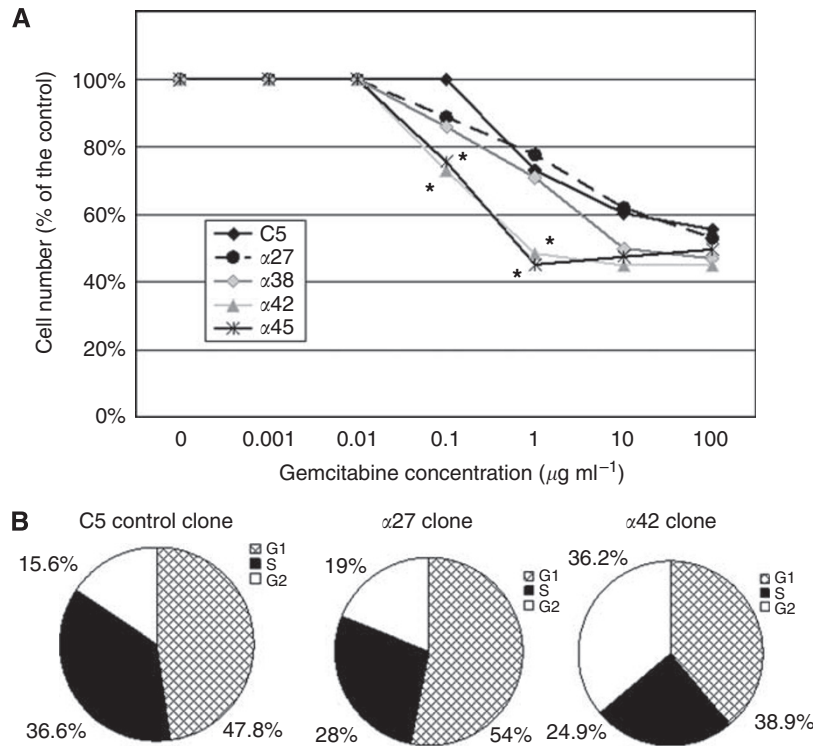 A
Cell number (% of the control)
100%
80%
60%
40%
20%
0%
C5
α27
α38
α42
α45
*
*
*
*
0 0.001 0.01 0.1 1 10 100
Gemcitabine concentration (μg ml⁻¹)
B
C5 control clone
15.6%
G1
S
G2
36.6%
47.8%
α27 clone
19%
G1
S
G2
28%
54%
α42 clone
36.2%
G1
S
G2
24.9%
38.9%